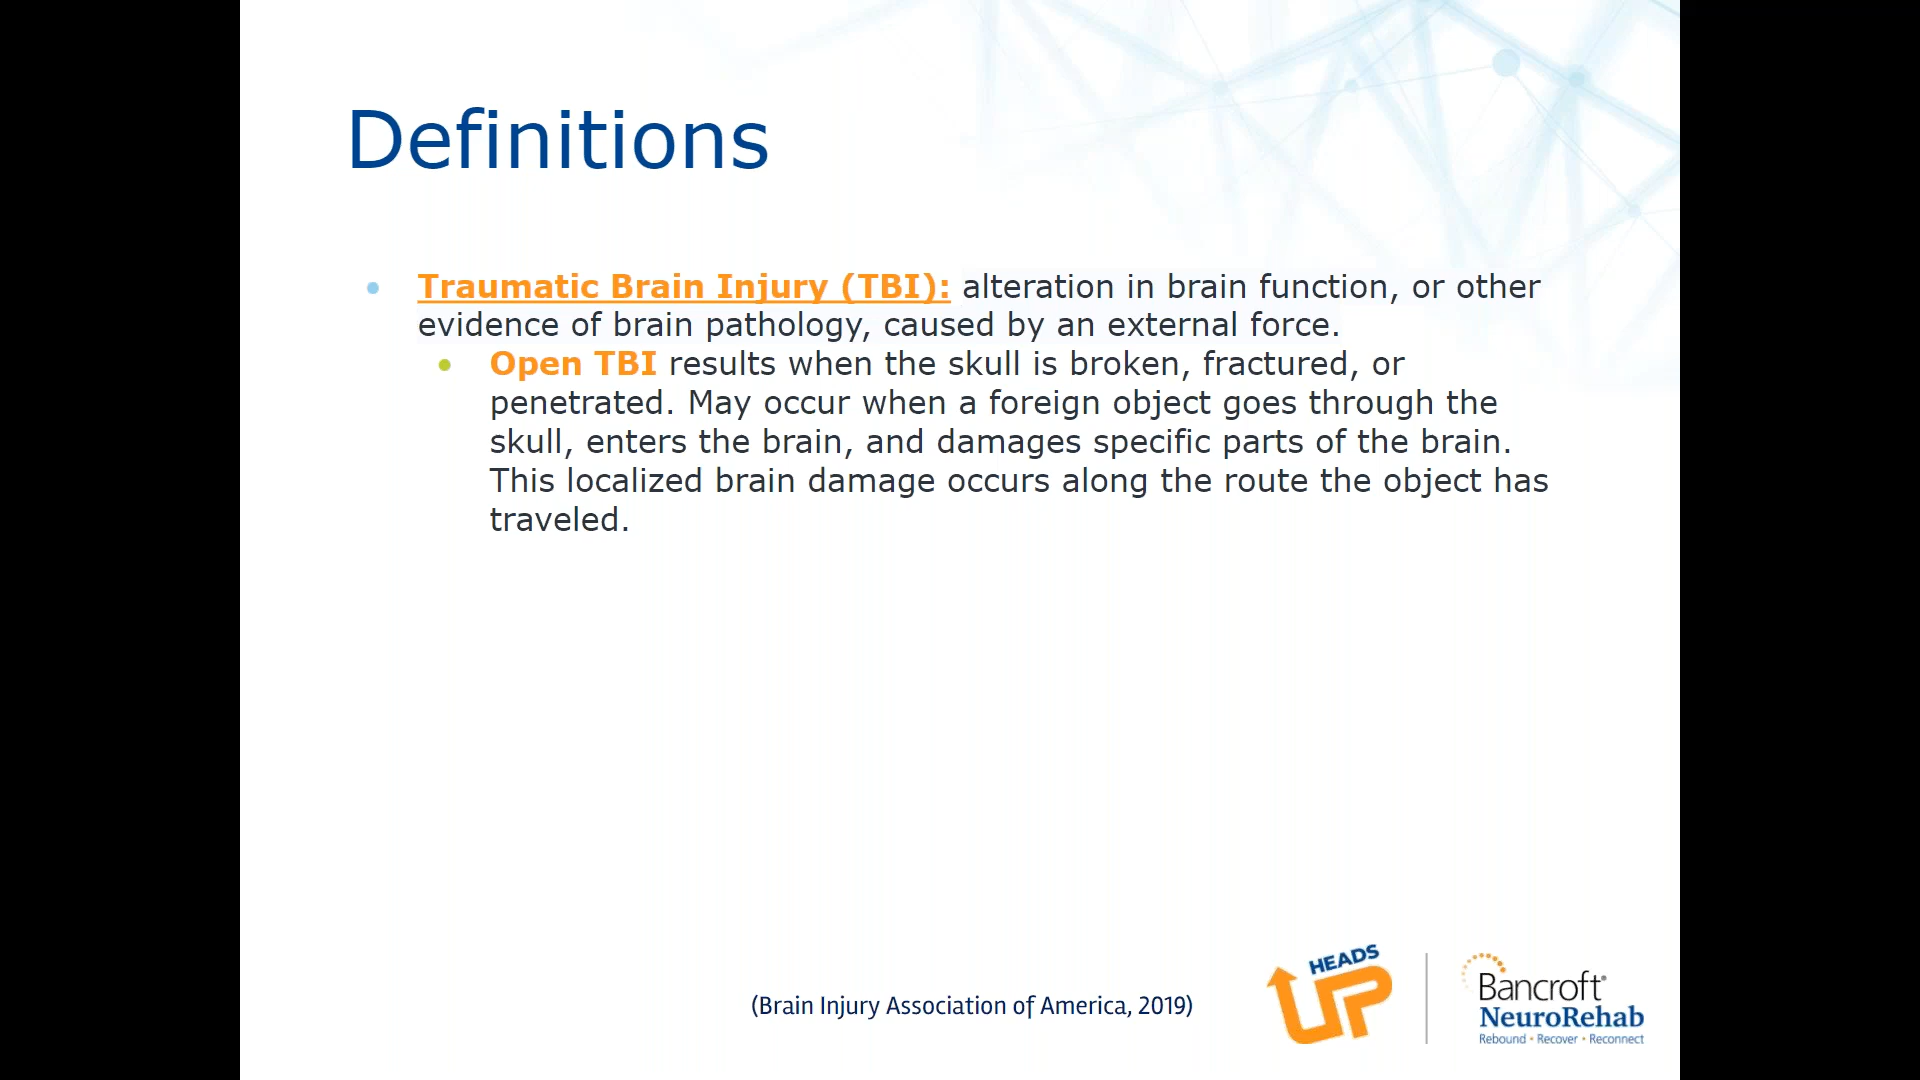 Definitions
• Traumatic Brain Injury (TBI): alteration in brain function, or other
evidence of brain pathology, caused by an external force.
• Open TBI results when the skull is broken, fractured, or
penetrated. May occur when a foreign object goes through the
skull, enters the brain, and damages specific parts of the brain.
This localized brain damage occurs along the route the object has
traveled.
(Brain Injury Association of America, 2019)
HEADS
UP
Bancroft®
NeuroRehab
Rebound • Recover • Reconnect